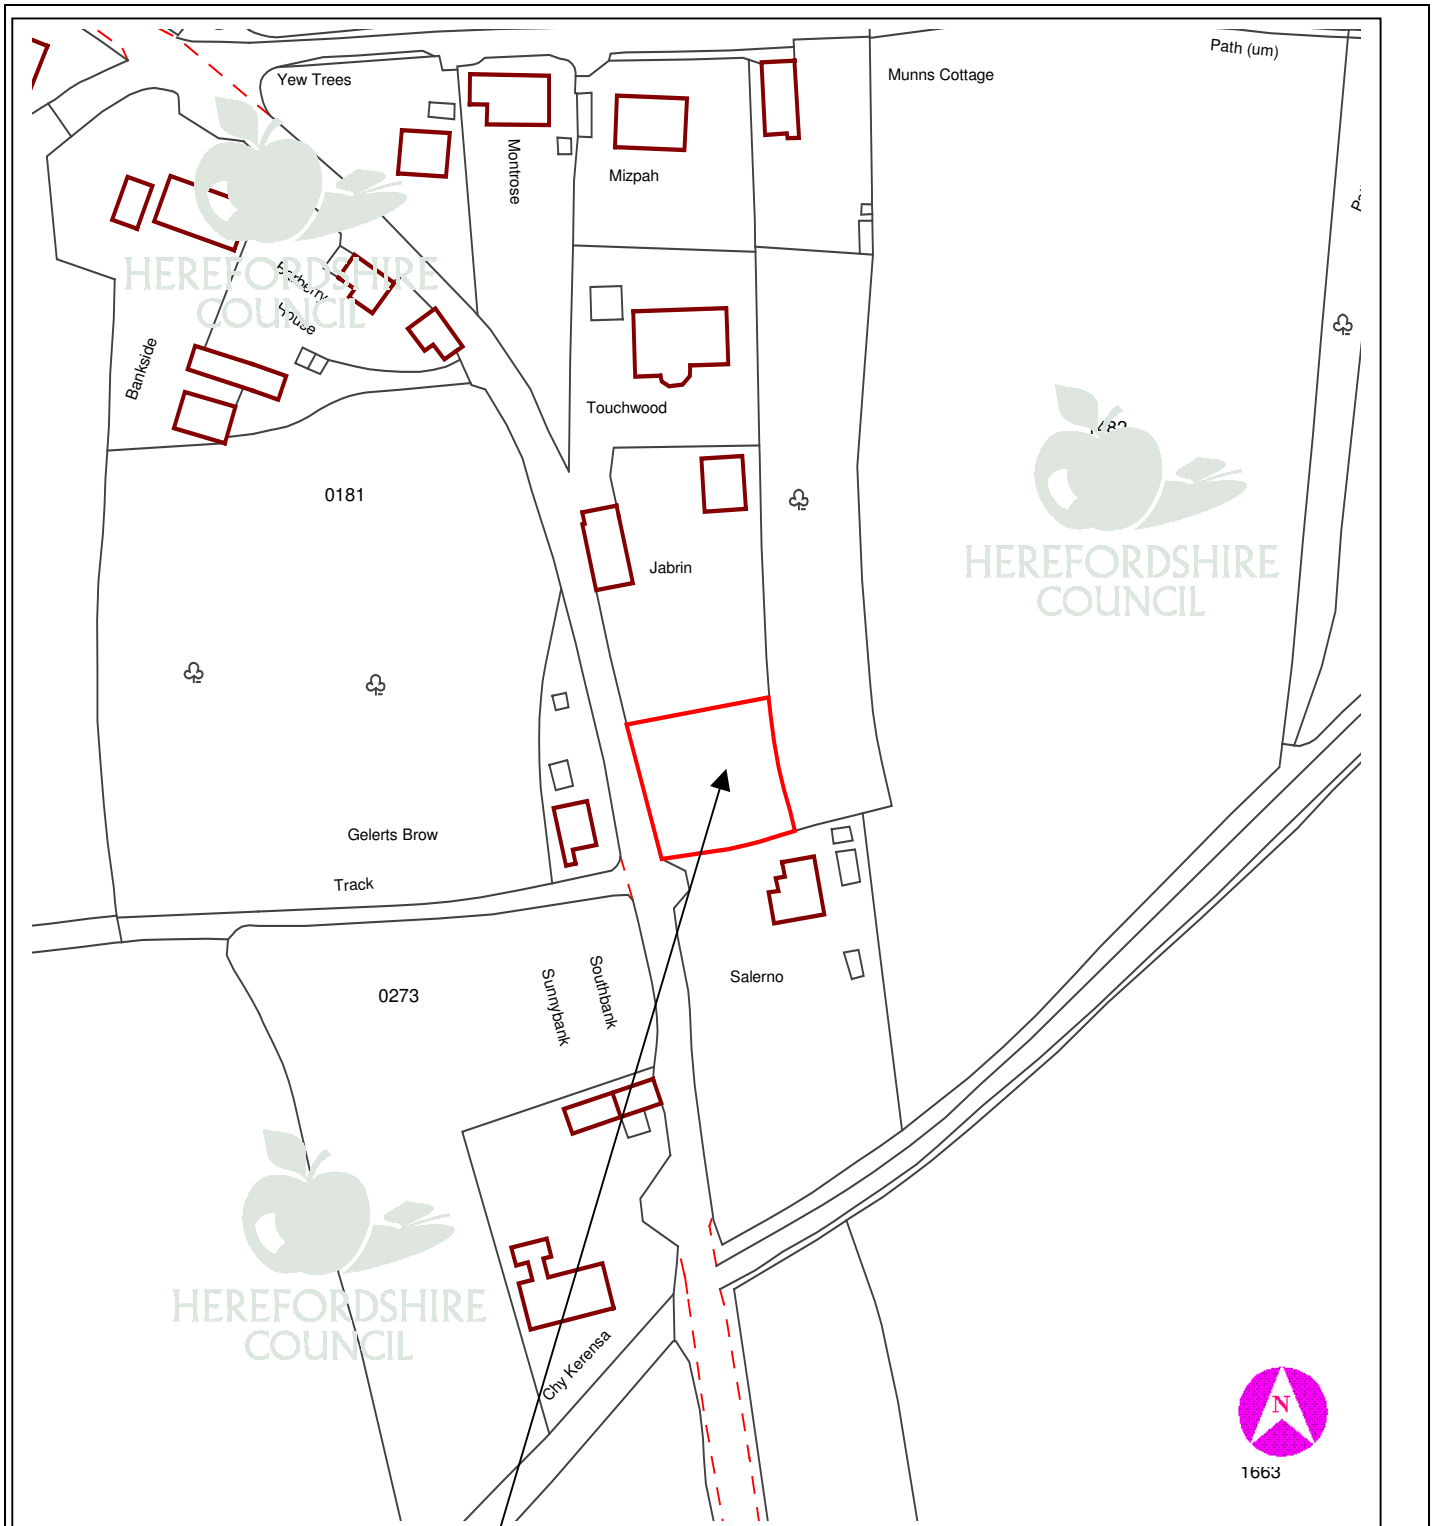 Path (um)
Yew Trees
Munns Cottage
Montrose
Mizpah
HEREFORDSHIRE
COUNCIL
House
Bankside
Touchwood
0181
Jabrin
HEREFORDSHIRE
COUNCIL
Gelerts Brow
Track
Salerno
0273
Sunnybank
Southbank
HEREFORDSHIRE
COUNCIL
Chy Kerensa
N
1663